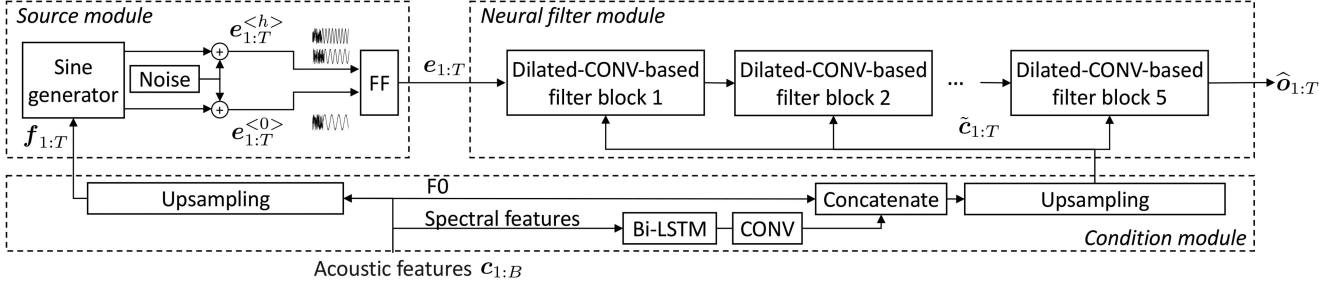 Source module
Sine
generator
Noise
e_{1:T}^{<h>}
e_{1:T}^{<0>}
FF
f_{1:T}
e_{1:T}
Neural filter module
Dilated-CONV-based
filter block 1
Dilated-CONV-based
filter block 2
...
Dilated-CONV-based
filter block 5
\hat{o}_{1:T}
\tilde{c}_{1:T}
Upsampling
F0
Spectral features
Bi-LSTM
CONV
Concatenate
Upsampling
Condition module
Acoustic features c_{1:B}